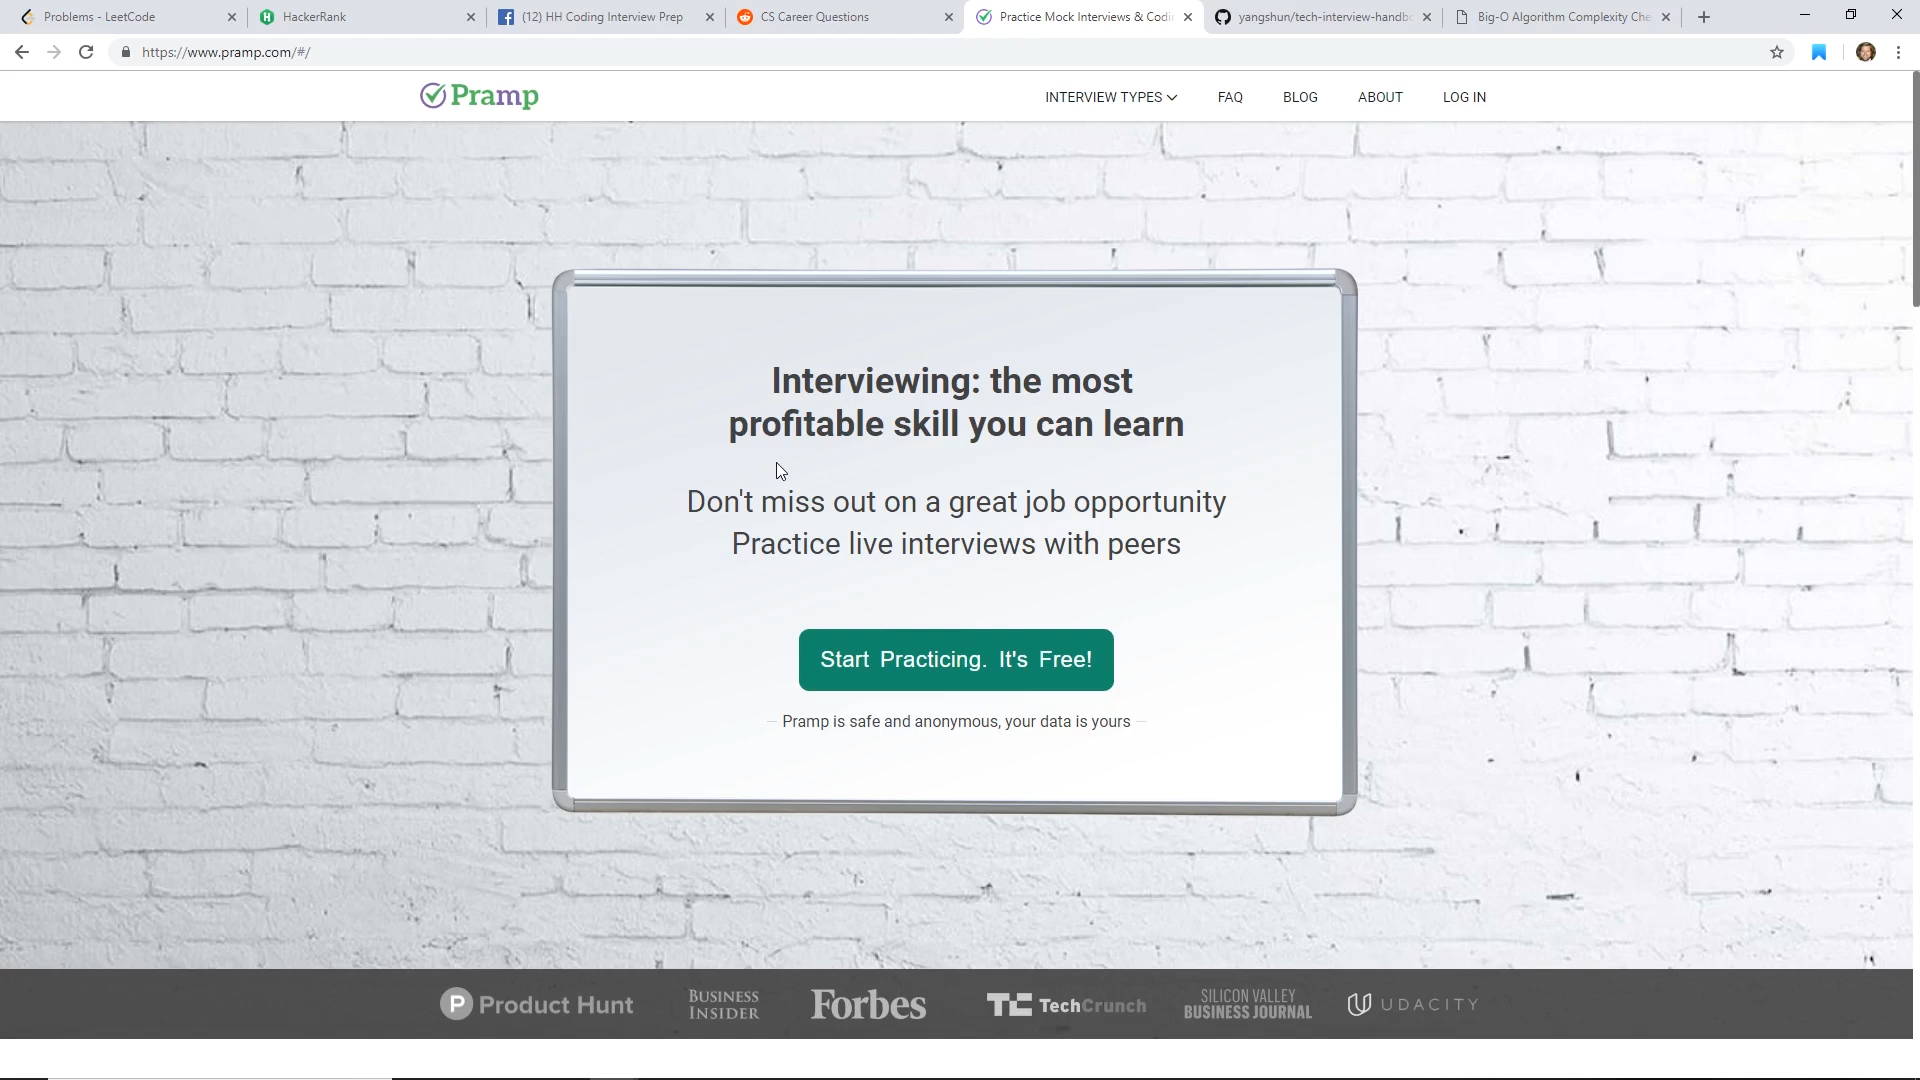 Problems - LeetCode
HackerRank
(12) HH Coding Interview Prep
CS Career Questions
Practice Mock Interviews & Codi
yangshun/tech-interview-handbo
Big-O Algorithm Complexity Che
https://www.pramp.com/#/
Pramp
INTERVIEW TYPES
FAQ
BLOG
ABOUT
LOG IN
Interviewing: the most
profitable skill you can learn
Don't miss out on a great job opportunity
Practice live interviews with peers
Start Practicing. It's Free!
Pramp is safe and anonymous, your data is yours
P Product Hunt
BUSINESS
INSIDER
Forbes
TC TechCrunch
SILICON VALLEY
BUSINESS JOURNAL
UDACITY